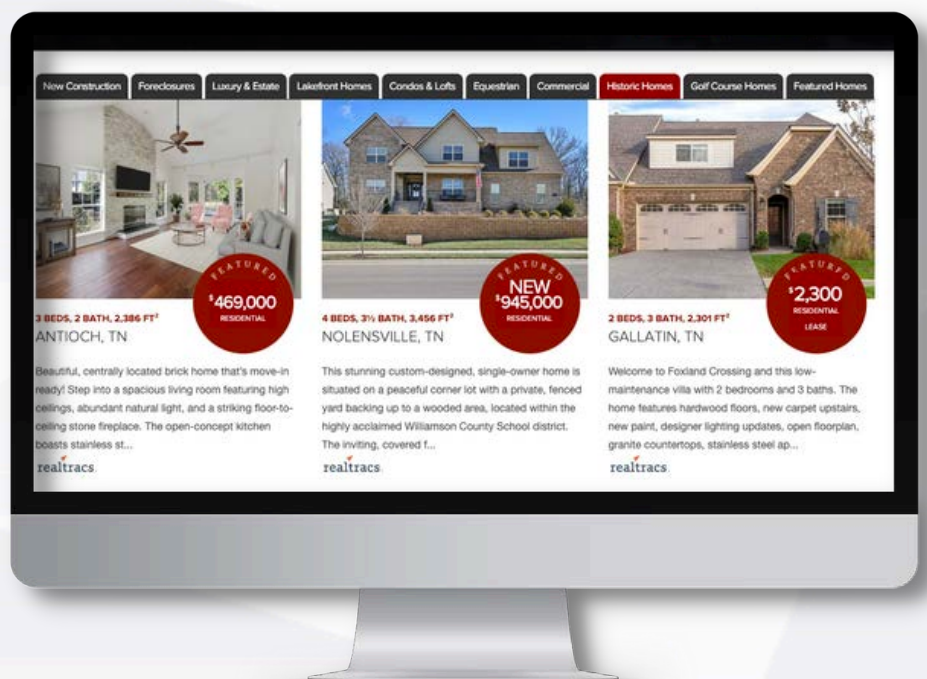 New Construction
Foreclosures
Luxury & Estate
Lakefront Homes
Condos & Lofts
Equestrian
Commercial
Historic Homes
Golf Course Homes
Featured Homes
FEATURED
$469,000
RESIDENTIAL
3 BEDS, 2 BATH, 2,386 FT²
ANTIOCH, TN
Beautiful, centrally located brick home that's move-in
ready! Step into a spacious living room featuring high
ceilings, abundant natural light, and a striking floor-to-
ceiling stone fireplace. The open-concept kitchen
boasts stainless st...
realtracs
FEATURED
NEW
$945,000
RESIDENTIAL
4 BEDS, 3½ BATH, 3,456 FT²
NOLENSVILLE, TN
This stunning custom-designed, single-owner home is
situated on a peaceful corner lot with a private, fenced
yard backing up to a wooded area, located within the
highly acclaimed Williamson County School district.
The inviting, covered f...
realtracs
FEATURED
$2,300
RESIDENTIAL
LEASE
2 BEDS, 3 BATH, 2,301 FT²
GALLATIN, TN
Welcome to Foxland Crossing and this low-
maintenance villa with 2 bedrooms and 3 baths. The
home features hardwood floors, new carpet upstairs,
new paint, designer lighting updates, open floorplan,
granite countertops, stainless steel ap...
realtracs